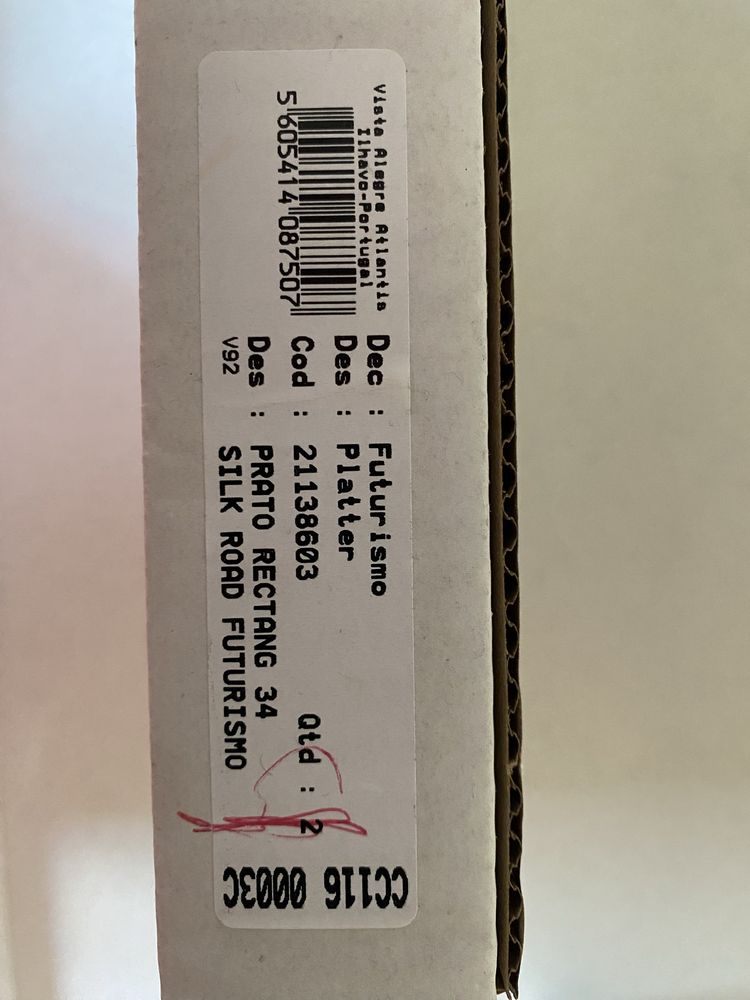 Vista Alegre Atlantis
Ilhavo-Portugal
5 605414 087507
Dec : Futurismo
Des : Platter
Cod : 21138603 Qtd : 2
Des : PRATO RECTANG 34
V92 SILK ROAD FUTURISMO
CC116 0003C